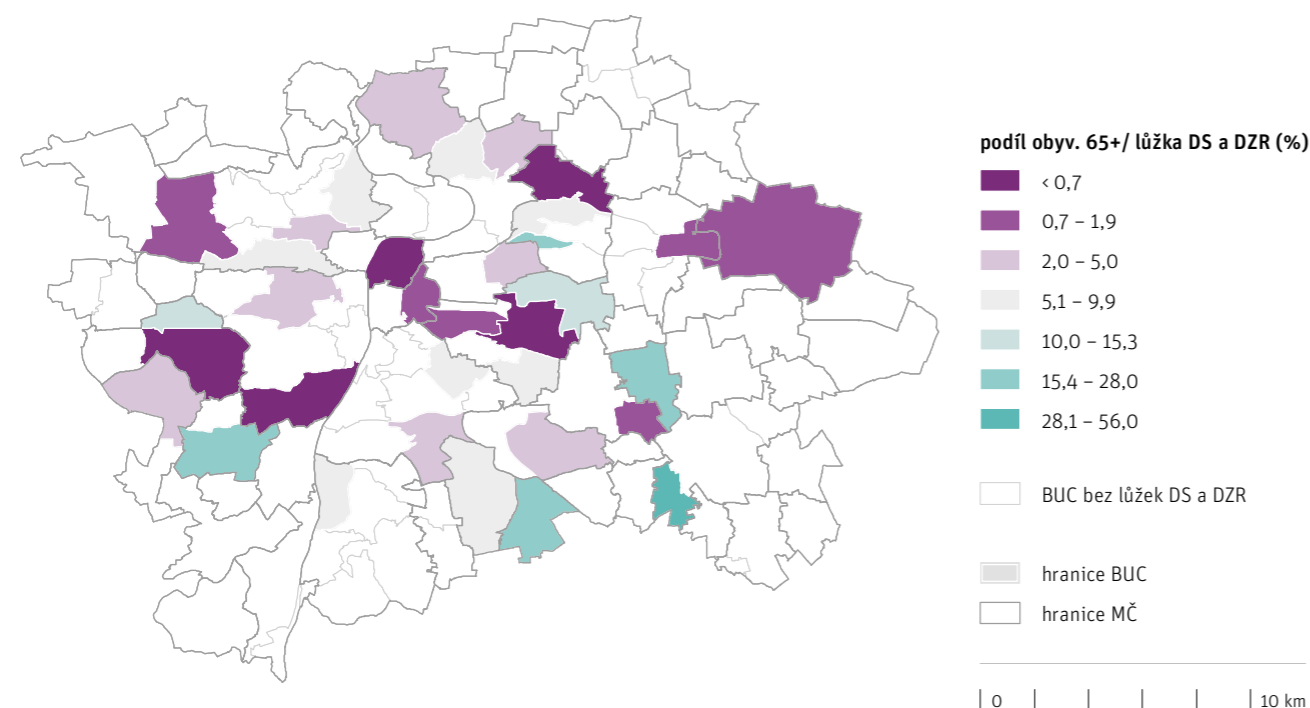 podíl obyv. 65+/ lůžka DS a DZR (%)
< 0,7
0,7 – 1,9
2,0 – 5,0
5,1 – 9,9
10,0 – 15,3
15,4 – 28,0
28,1 – 56,0
BUC bez lůžek DS a DZR
hranice BUC
hranice MČ
0 10 km